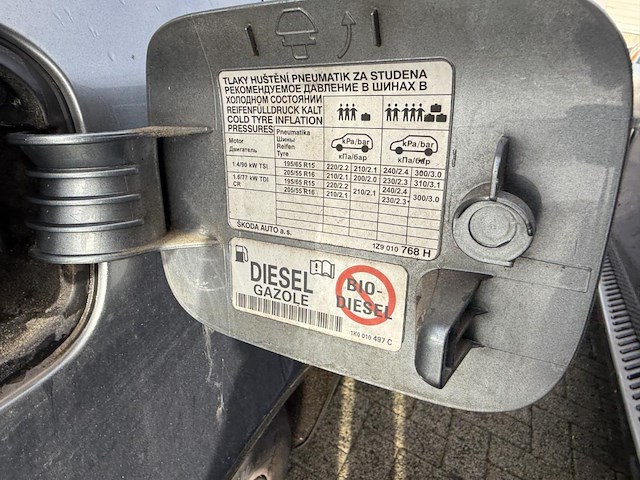 TLAKY HUŠTĚNÍ PNEUMATIK ZA STUDENA
РЕКОМЕНДУЕМОЕ ДАВЛЕНИЕ В ШИНАХ В
ХОЛОДНОМ СОСТОЯНИИ
REIFENFÜLLDRUCK KALT
COLD TYRE INFLATION
PRESSURES
Motor
Двигатель
Pneumatika
Шины
Reifen
Tyre
kPa/bar
кПа/бар
kPa/bar
кПа/бар
1.4/90 kW TSI 195/65 R15 220/2.2 210/2.1 240/2.4 300/3.0
205/55 R16 210/2.1 200/2.0 230/2.3 310/3.1
1.6/77 kW TDI CR 195/65 R15 220/2.2 210/2.1 240/2.4 300/3.0
205/55 R16 210/2.1 230/2.3
ŠKODA AUTO a. s.
1Z9 010 768 H
DIESEL
GAZOLE
BIO-
DIESEL
1K0 010 497 C